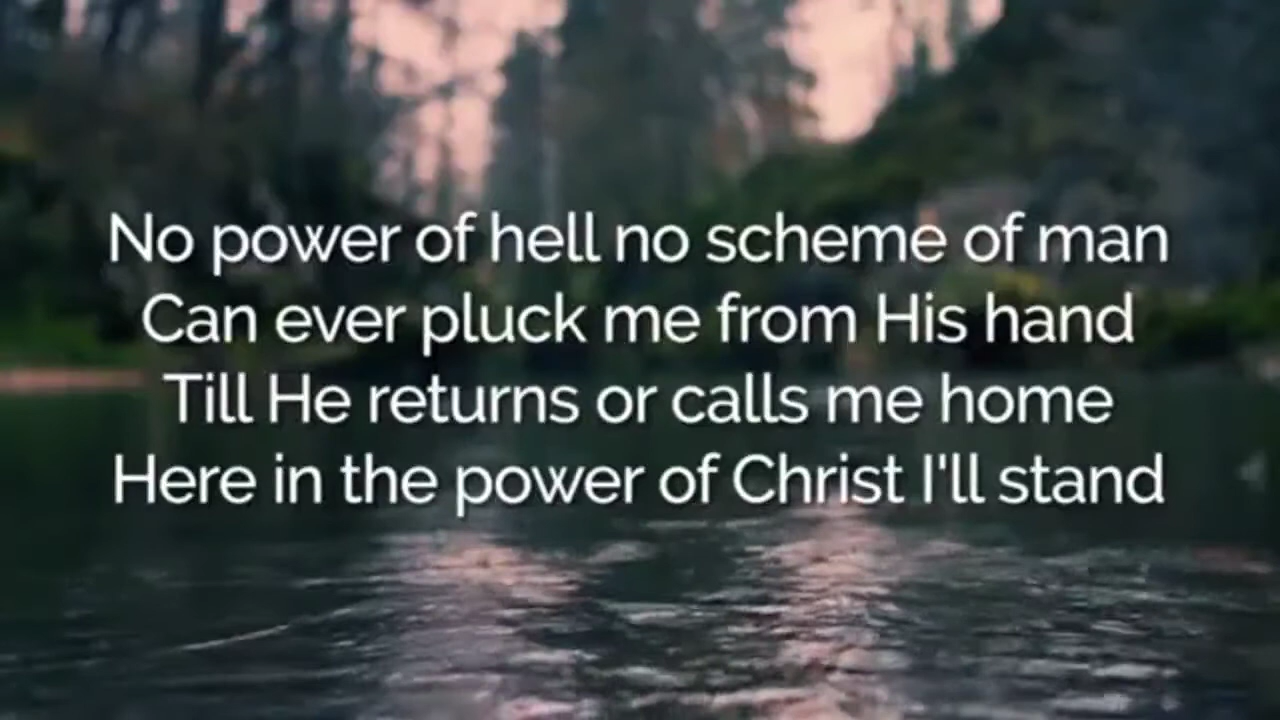 No power of hell no scheme of man
Can ever pluck me from His hand
Till He returns or calls me home
Here in the power of Christ I'll stand